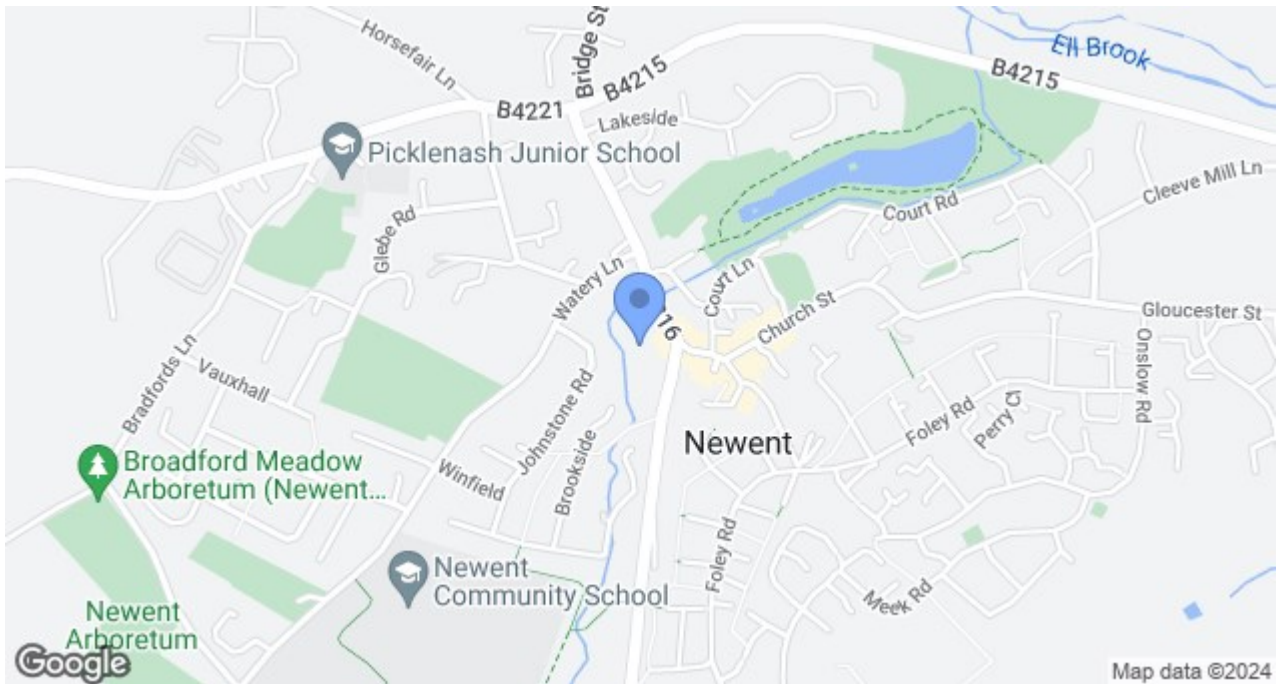 Horsefair Ln
Bridge St
B4215
B4221
Ell Brook
B4215
Lakeside
Picklenash Junior School
Cleeve Mill Ln
Court Rd
Glebe Rd
Watery Ln
Court Ln
Church St
Gloucester St
16
Bradfords Ln
Vauxhall
Johnstone Rd
Onslow Rd
Perry Cl
Foley Rd
Newent
Broadford Meadow
Arboretum (Newent...
Winfield
Brookside
Newent
Community School
Foley Rd
Meek Rd
Newent
Arboretum
Google
Map data ©2024